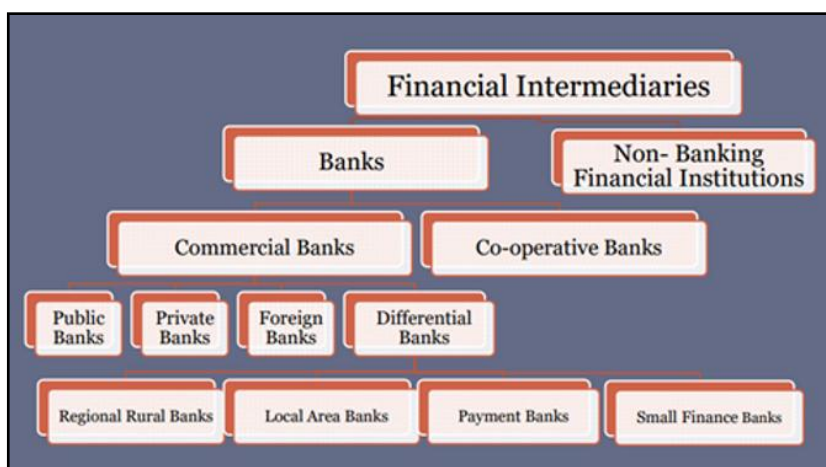 Financial Intermediaries
Banks
Non- Banking
Financial Institutions
Commercial Banks
Co-operative Banks
Public
Banks
Private
Banks
Foreign
Banks
Differential
Banks
Regional Rural Banks
Local Area Banks
Payment Banks
Small Finance Banks